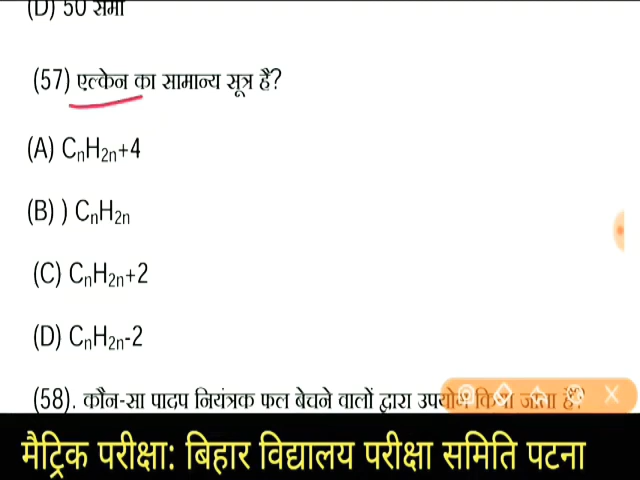 (D) 50 सेमी
(57) एल्केन का सामान्य सूत्र है?
(A) CₙH₂ₙ+4
(B) ) CₙH₂ₙ
(C) CₙH₂ₙ+2
(D) CₙH₂ₙ-2
(58). कौन-सा पादप नियंत्रक फल बेचने वालों द्वारा उपयोग किया जाता है?
मैट्रिक परीक्षा: बिहार विद्यालय परीक्षा समिति पटना